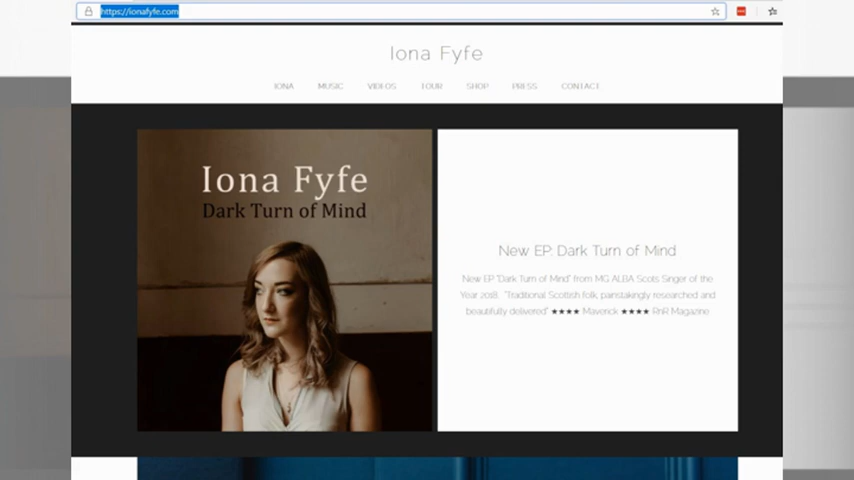 https://ionafyfe.com
Iona Fyfe
IONA MUSIC VIDEOS TOUR SHOP PRESS CONTACT
Iona Fyfe
Dark Turn of Mind
New EP: Dark Turn of Mind
New EP "Dark Turn of Mind" from MG ALBA Scots Singer of the
Year 2018. "Traditional Scottish folk, painstakingly researched and
beautifully delivered" ★★★★ Maverick ★★★★ RnR Magazine